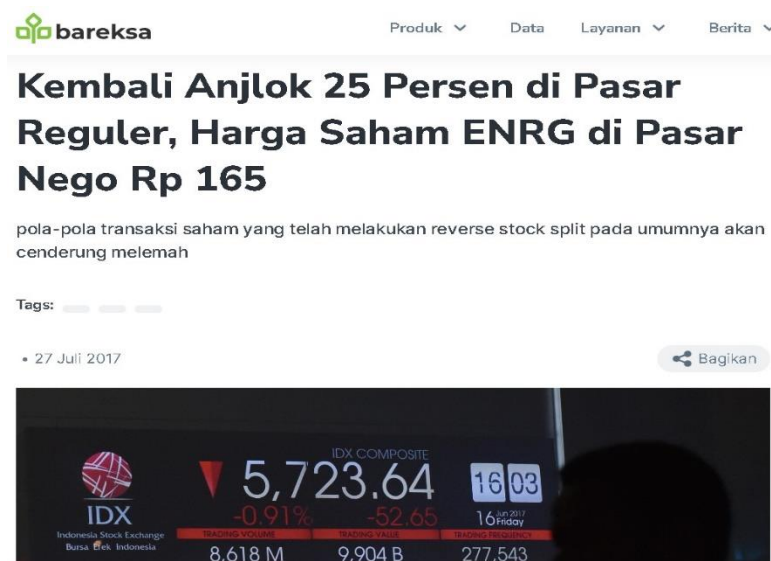 bareksa
Produk Data Layanan Berita
Kembali Anjlok 25 Persen di Pasar
Reguler, Harga Saham ENRG di Pasar
Nego Rp 165
pola-pola transaksi saham yang telah melakukan reverse stock split pada umumnya akan
cenderung melemah
Tags:
• 27 Juli 2017
Bagikan
IDX COMPOSITE
5,723.64
-0.91% -52.65
16 03
16 Jun 2017
Friday
IDX
Indonesia Stock Exchange
Bursa Efek Indonesia
TRADING VOLUME TRADING VALUE TRADING FREQUENCY
8,618 M 9,904 B 277,543